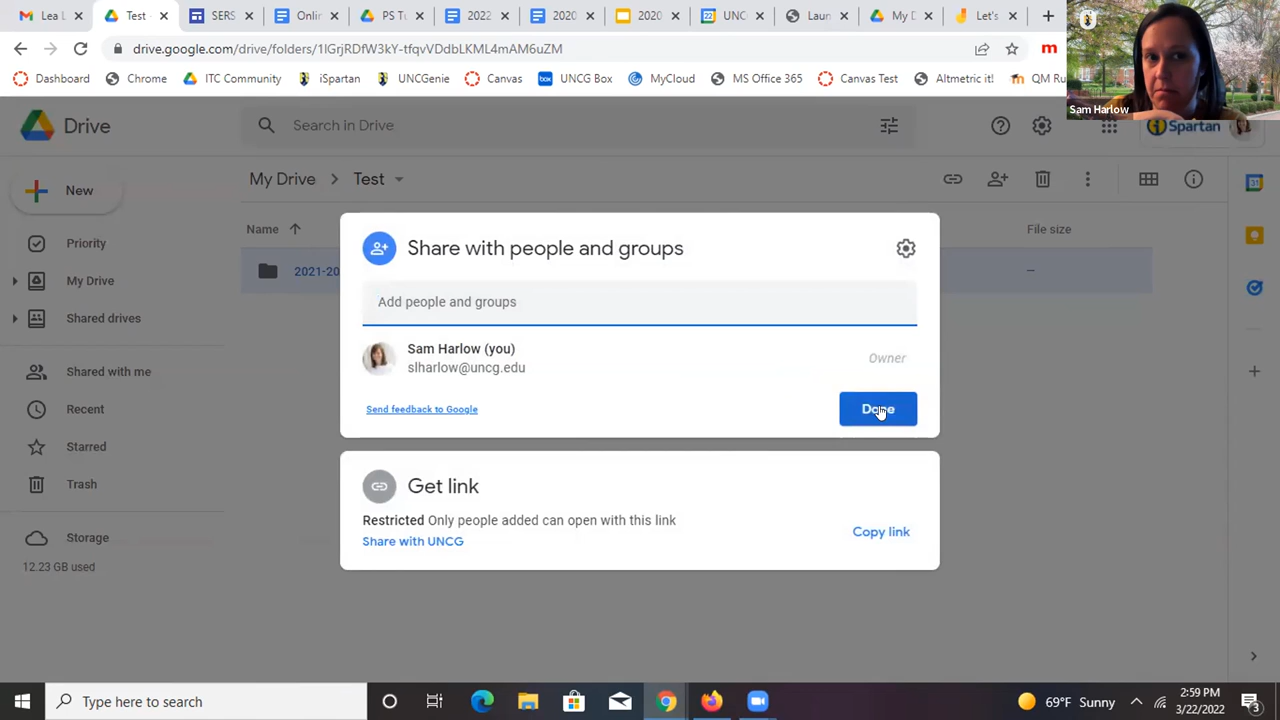 Lea L
Test -
SERS
Onlin
PS Tu
2022
2020
2020
UNC
Laun
My D
Let's
drive.google.com/drive/folders/1lGrjRDfW3kY-tfqvVDdbLKML4mAM6uZM
Dashboard
Chrome
ITC Community
iSpartan
UNCGenie
Canvas
UNCG Box
MyCloud
MS Office 365
Canvas Test
Altmetric it!
QM Ru
Sam Harlow
Drive
Search in Drive
iSpartan
New
My Drive
Test
Name
File size
Priority
2021-20
--
My Drive
Shared drives
Shared with me
Recent
Starred
Trash
Storage
12.23 GB used
Share with people and groups
Add people and groups
Sam Harlow (you)
slharlow@uncg.edu
Owner
Send feedback to Google
Done
Get link
Restricted Only people added can open with this link
Share with UNCG
Copy link
Type here to search
69°F Sunny
2:59 PM
3/22/2022
3